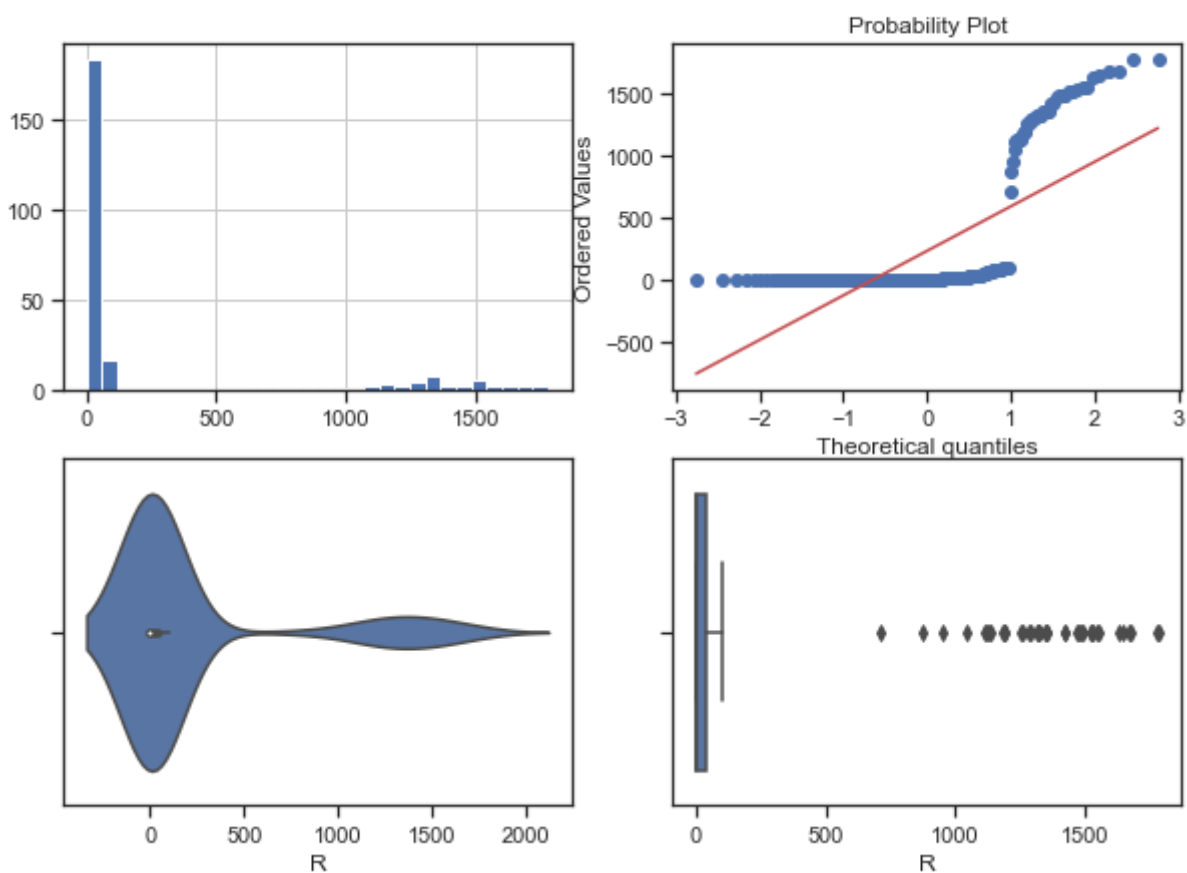 Probability Plot
150
100
50
0
0 500 1000 1500
Ordered Values
1500
1000
500
0
−500
−3 −2 −1 0 1 2 3
Theoretical quantiles
0 500 1000 1500 2000
R
0 500 1000 1500
R